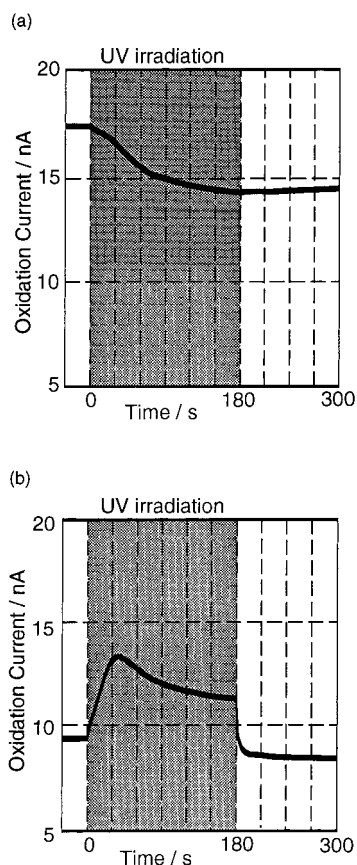 (a)
UV irradiation
20
15
10
5
Oxidation Current / nA
0
180
300
Time / s
(b)
UV irradiation
20
15
10
5
Oxidation Current / nA
0
180
300
Time / s